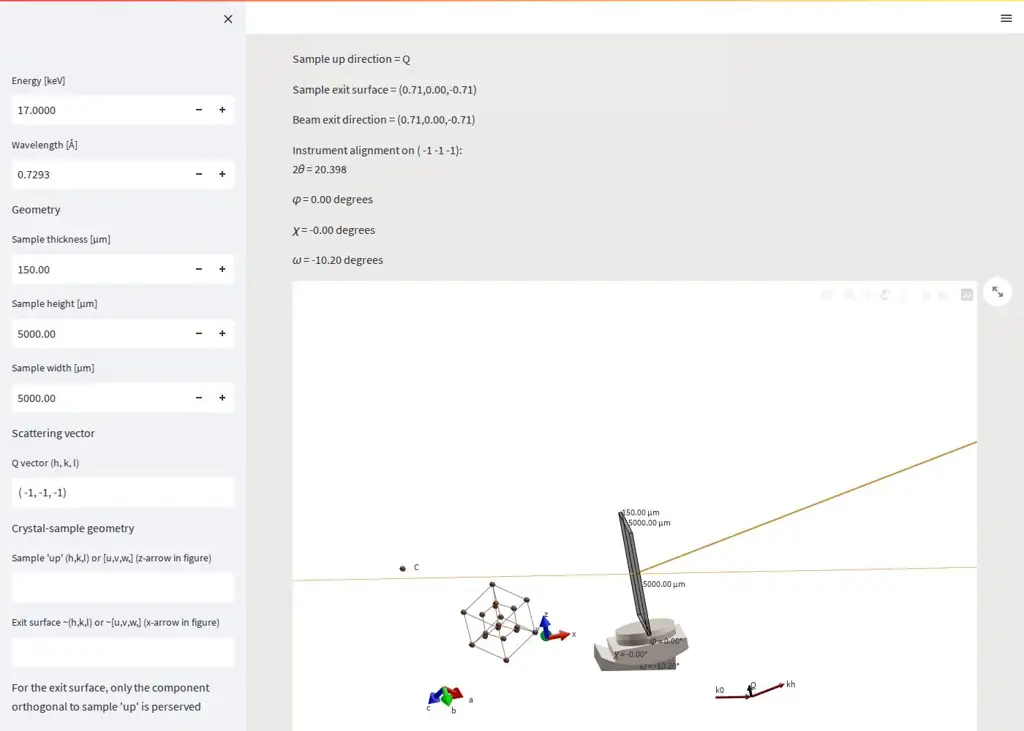 Energy [keV]
17.0000
Wavelength [Å]
0.7293
Geometry
Sample thickness [μm]
150.00
Sample height [μm]
5000.00
Sample width [μm]
5000.00
Scattering vector
Q vector (h, k, l)
( -1, -1, -1)
Crystal-sample geometry
Sample 'up' (h,k,l) or [u,v,w,] (z-arrow in figure)
Exit surface ~(h,k,l) or ~[u,v,w,] (x-arrow in figure)
For the exit surface, only the component
orthogonal to sample 'up' is perserved
Sample up direction = Q
Sample exit surface = (0.71,0.00,-0.71)
Beam exit direction = (0.71,0.00,-0.71)
Instrument alignment on ( -1 -1 -1):
2θ = 20.398
φ = 0.00 degrees
χ = -0.00 degrees
ω = -10.20 degrees
150.00 μm
5000.00 μm
C
5000.00 μm
z
x
φ = 0.00°
χ = -0.00°
ω = -10.20°
a
b
c
k0
Q
kh